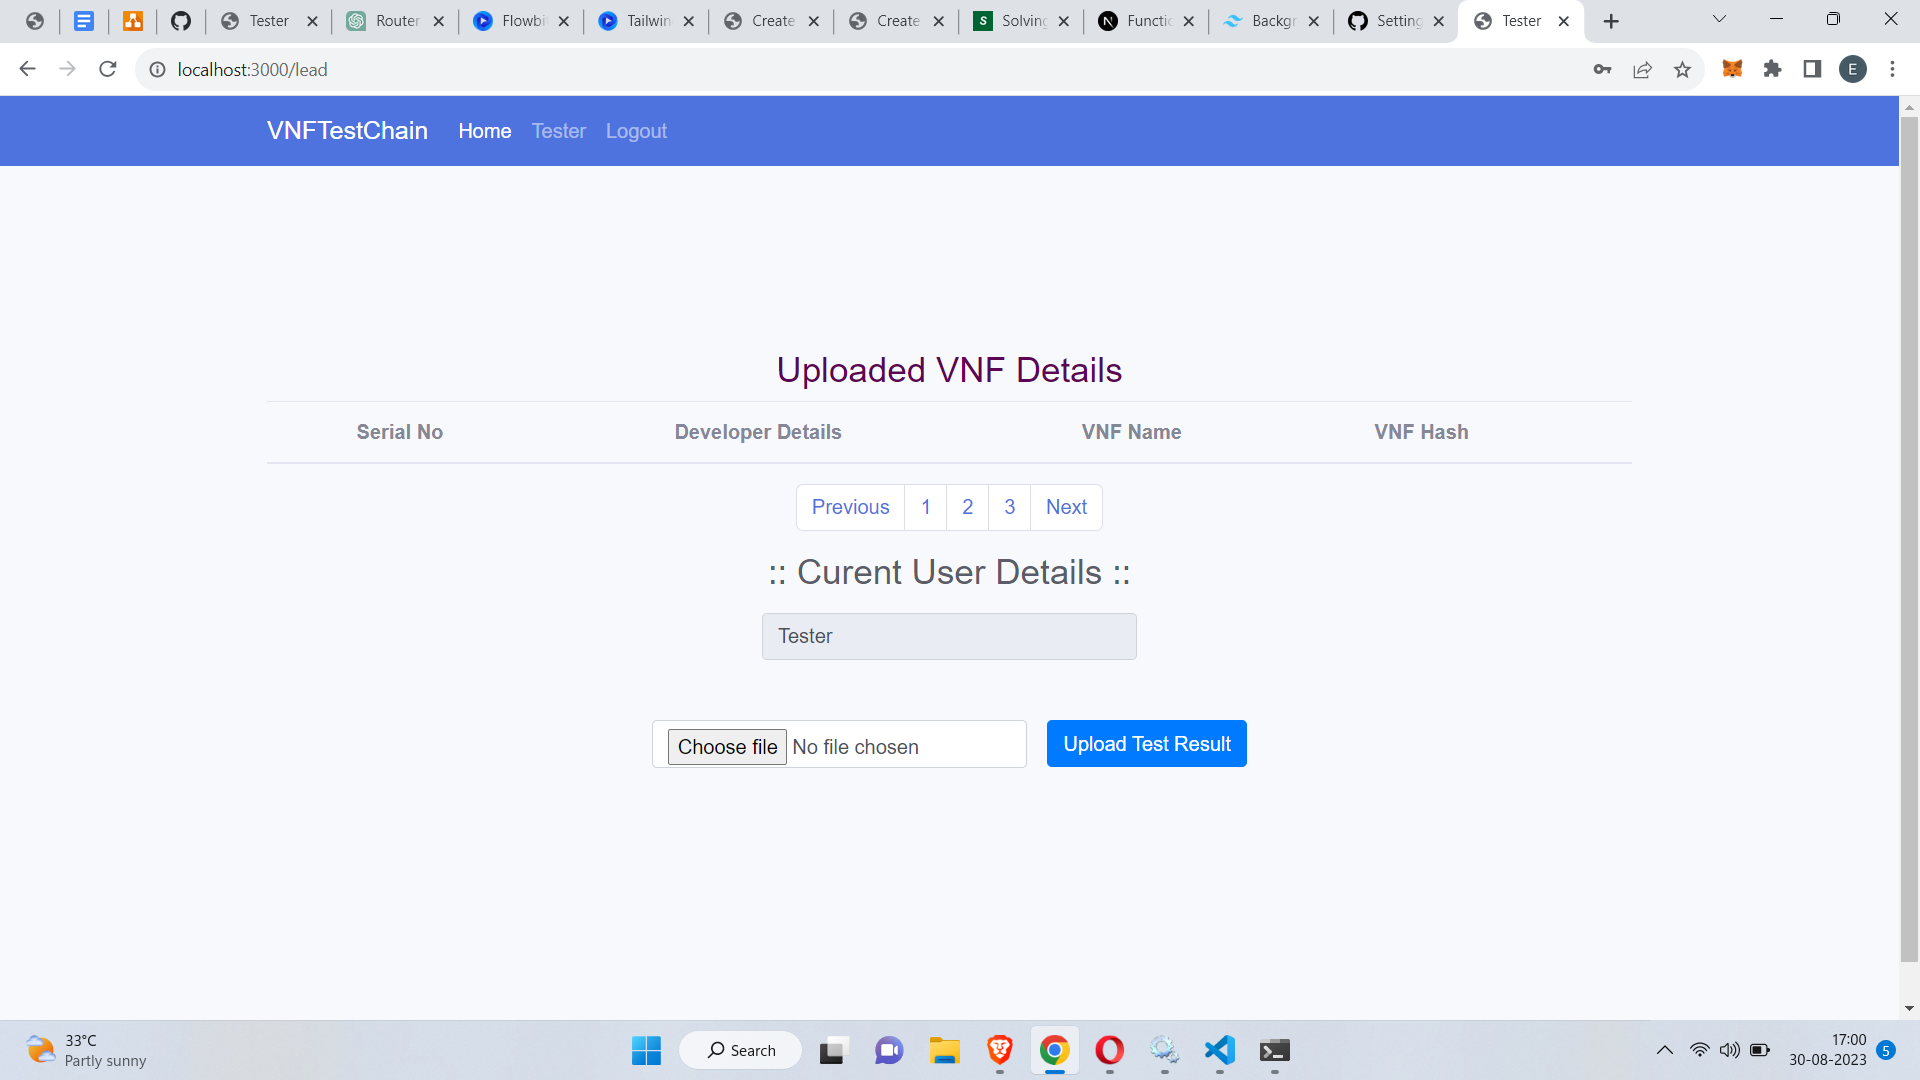 Tester Router Flowbi Tailwin Create Create Solving Functio Backgr Setting Tester
localhost:3000/lead
E
VNFTestChain Home Tester Logout
Uploaded VNF Details
Serial No Developer Details VNF Name VNF Hash
Previous 1 2 3 Next
:: Curent User Details ::
Tester
Choose file No file chosen Upload Test Result
33°C
Partly sunny
Search
17:00
30-08-2023
5